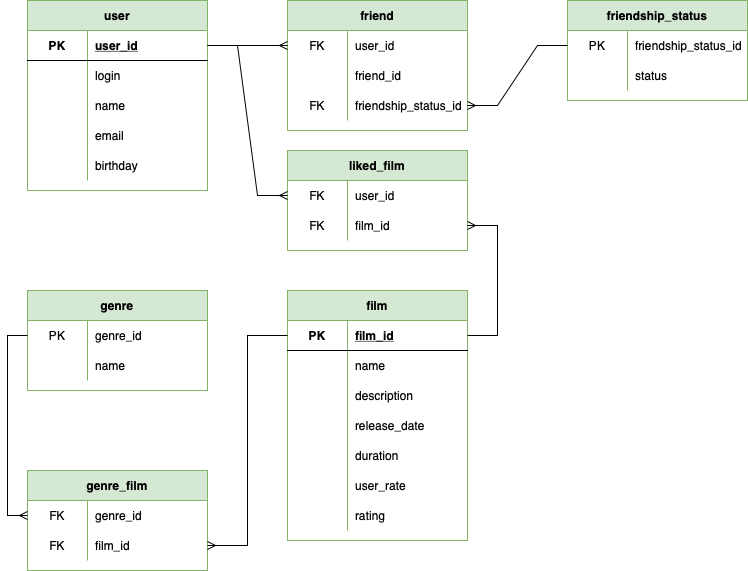 user
PK user_id
login
name
email
birthday
friend
FK user_id
friend_id
FK friendship_status_id
friendship_status
PK friendship_status_id
status
liked_film
FK user_id
FK film_id
genre
PK genre_id
name
film
PK film_id
name
description
release_date
duration
user_rate
rating
genre_film
FK genre_id
FK film_id